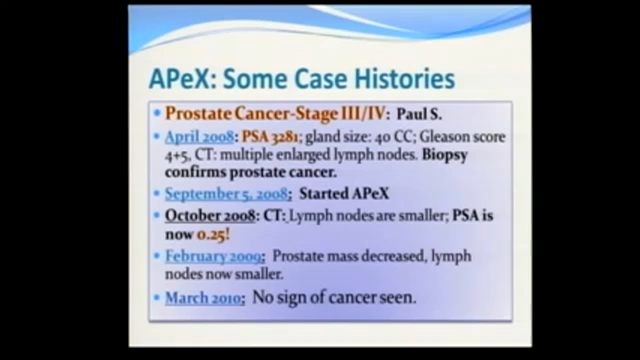 APeX: Some Case Histories
Prostate Cancer-Stage III/IV: Paul S.
April 2008: PSA 3281; gland size: 40 CC; Gleason score
4+5, CT: multiple enlarged lymph nodes. Biopsy
confirms prostate cancer.
September 5, 2008: Started APeX
October 2008: CT: Lymph nodes are smaller; PSA is
now 0.25!
February 2009: Prostate mass decreased, lymph
nodes now smaller.
March 2010: No sign of cancer seen.